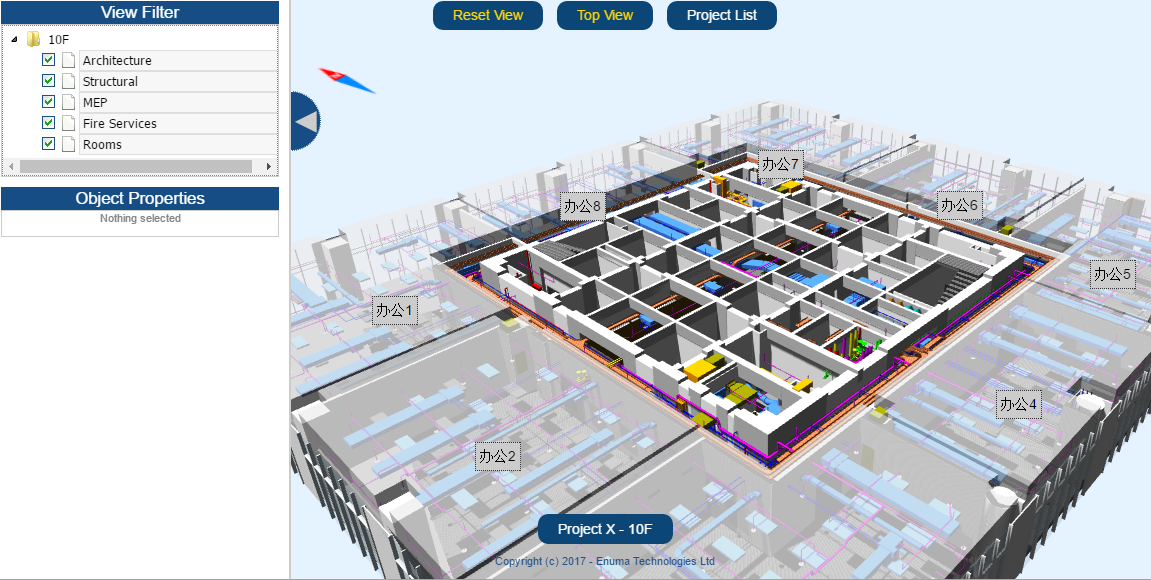 View Filter
10F
Architecture
Structural
MEP
Fire Services
Rooms
Object Properties
Nothing selected
Reset View
Top View
Project List
办公7
办公8
办公6
办公5
办公1
办公4
办公2
Project X - 10F
Copyright (c) 2017 - Enuma Technologies Ltd